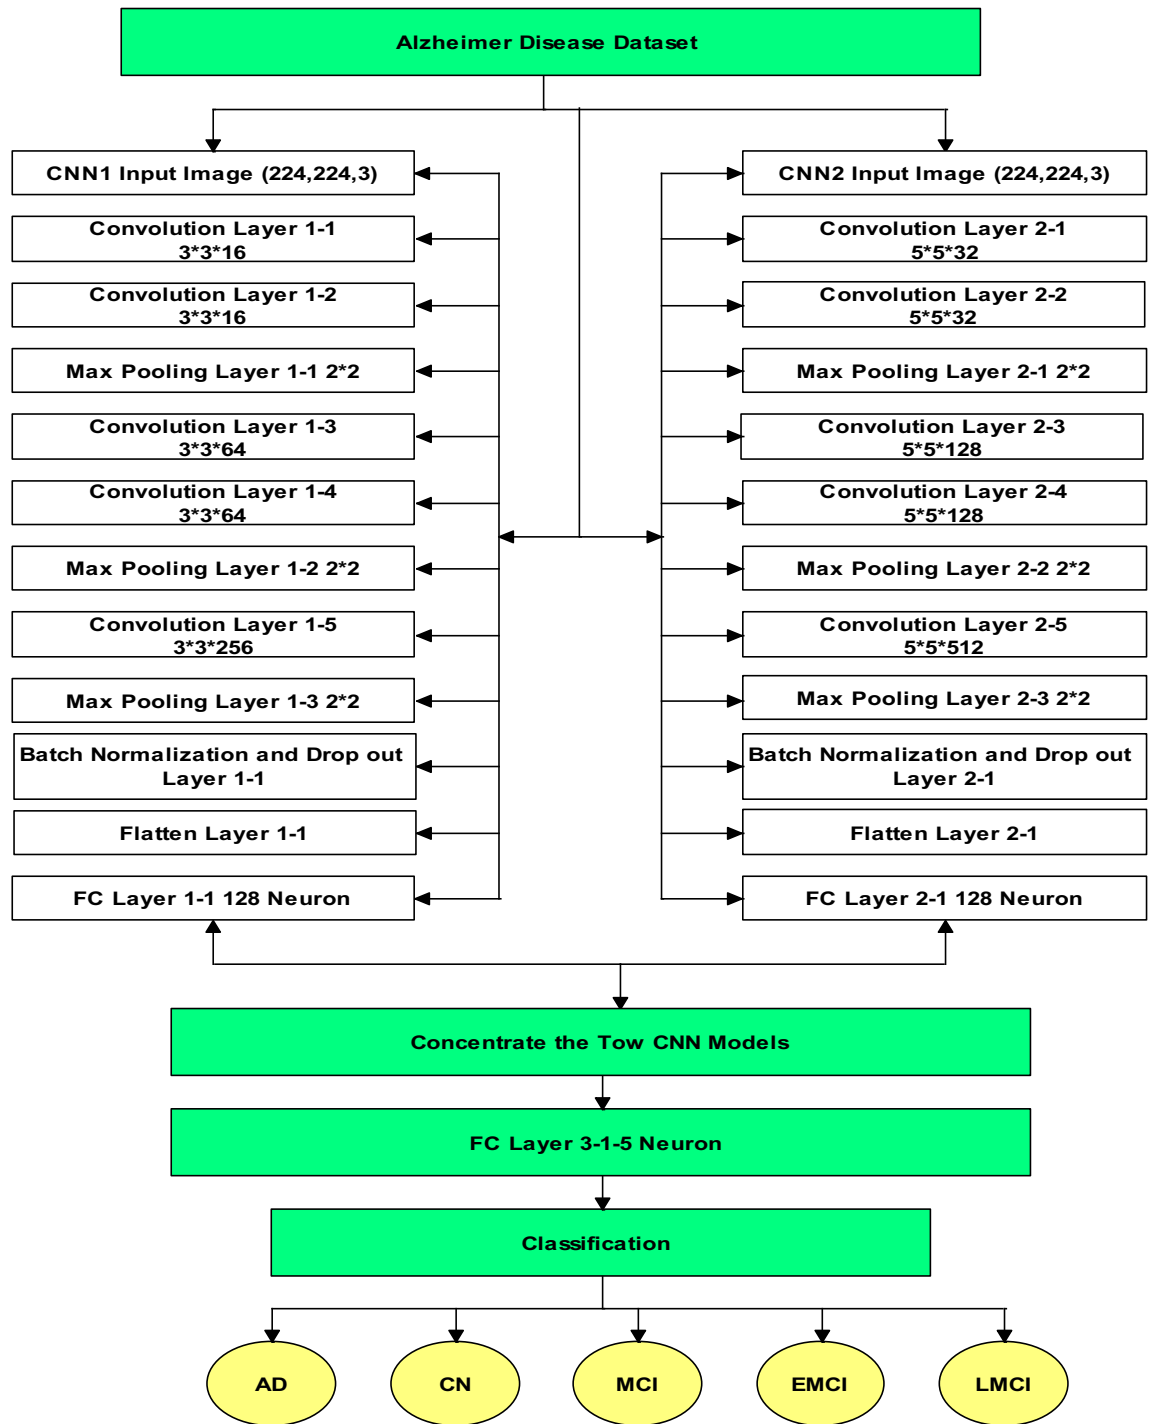 Alzheimer Disease Dataset
CNN1 Input Image (224,224,3)
Convolution Layer 1-1
3*3*16
Convolution Layer 1-2
3*3*16
Max Pooling Layer 1-1 2*2
Convolution Layer 1-3
3*3*64
Convolution Layer 1-4
3*3*64
Max Pooling Layer 1-2 2*2
Convolution Layer 1-5
3*3*256
Max Pooling Layer 1-3 2*2
Batch Normalization and Drop out
Layer 1-1
Flatten Layer 1-1
FC Layer 1-1 128 Neuron
CNN2 Input Image (224,224,3)
Convolution Layer 2-1
5*5*32
Convolution Layer 2-2
5*5*32
Max Pooling Layer 2-1 2*2
Convolution Layer 2-3
5*5*128
Convolution Layer 2-4
5*5*128
Max Pooling Layer 2-2 2*2
Convolution Layer 2-5
5*5*512
Max Pooling Layer 2-3 2*2
Batch Normalization and Drop out
Layer 2-1
Flatten Layer 2-1
FC Layer 2-1 128 Neuron
Concentrate the Tow CNN Models
FC Layer 3-1-5 Neuron
Classification
AD
CN
MCI
EMCI
LMCI